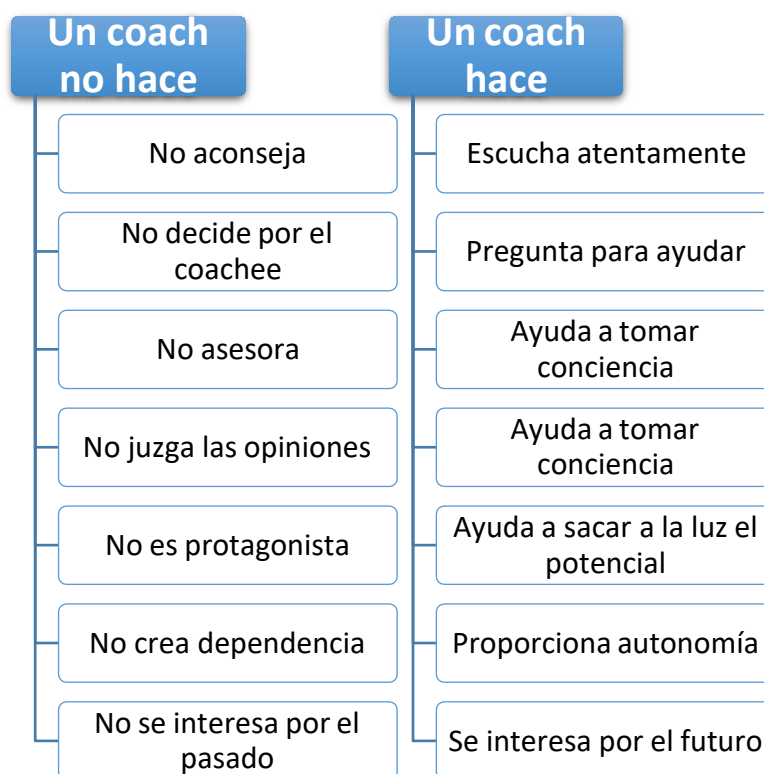 Un coach
no hace
No aconseja
No decide por el
coachee
No asesora
No juzga las opiniones
No es protagonista
No crea dependencia
No se interesa por el
pasado
Un coach
hace
Escucha atentamente
Pregunta para ayudar
Ayuda a tomar
conciencia
Ayuda a tomar
conciencia
Ayuda a sacar a la luz el
potencial
Proporciona autonomía
Se interesa por el futuro